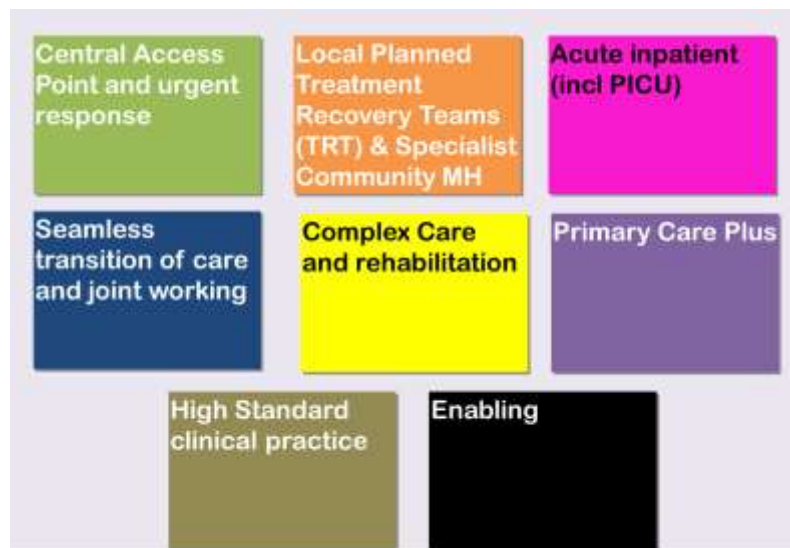 Central Access
Point and urgent
response
Local Planned
Treatment
Recovery Teams
(TRT) & Specialist
Community MH
Acute inpatient
(incl PICU)
Seamless
transition of care
and joint working
Complex Care
and rehabilitation
Primary Care Plus
High Standard
clinical practice
Enabling